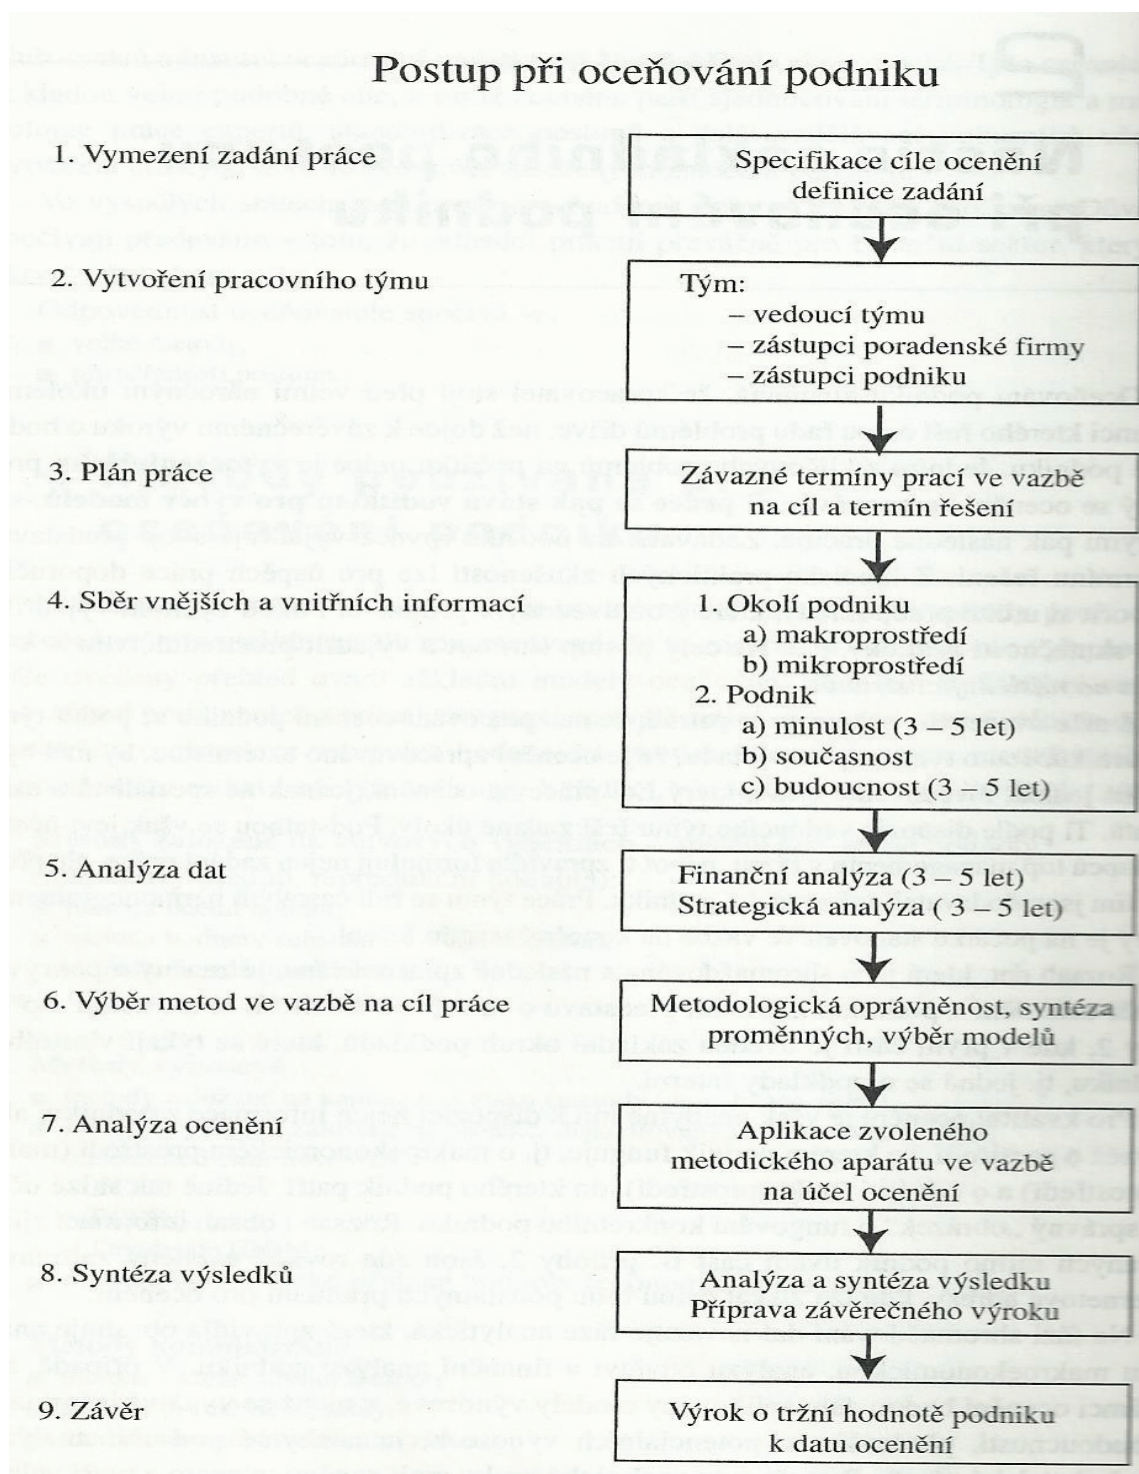 Postup při oceňování podniku
1. Vymezení zadání práce
Specifikace cíle ocenění
definice zadání
2. Vytvoření pracovního týmu
Tým:
– vedoucí týmu
– zástupci poradenské firmy
– zástupci podniku
3. Plán práce
Závazné termíny prací ve vazbě
na cíl a termín řešení
4. Sběr vnějších a vnitřních informací
1. Okolí podniku
a) makroprostředí
b) mikroprostředí
2. Podnik
a) minulost (3 – 5 let)
b) současnost
c) budoucnost (3 – 5 let)
5. Analýza dat
Finanční analýza (3 – 5 let)
Strategická analýza ( 3 – 5 let)
6. Výběr metod ve vazbě na cíl práce
Metodologická oprávněnost, syntéza
proměnných, výběr modelů
7. Analýza ocenění
Aplikace zvoleného
metodického aparátu ve vazbě
na účel ocenění
8. Syntéza výsledků
Analýza a syntéza výsledku
Příprava závěrečného výroku
9. Závěr
Výrok o tržní hodnotě podniku
k datu ocenění